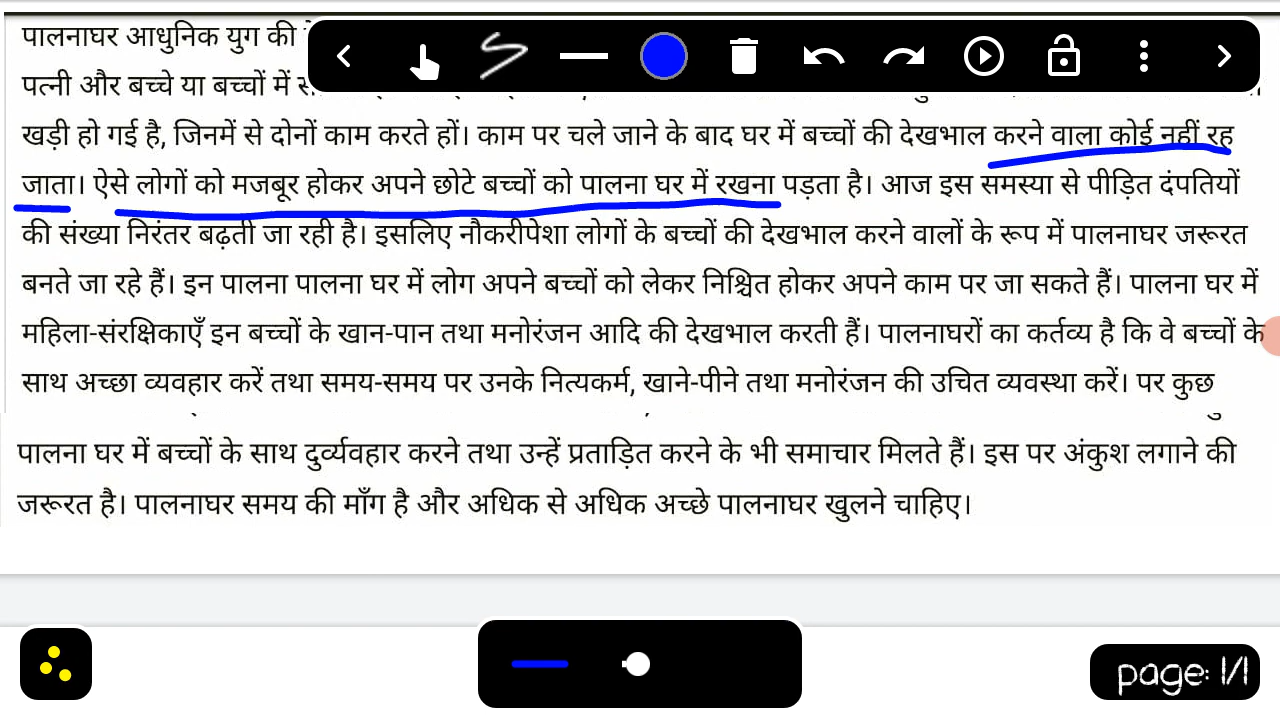 पालनाघर आधुनिक युग की
पत्नी और बच्चे या बच्चों में
खड़ी हो गई है, जिनमें से दोनों काम करते हों। काम पर चले जाने के बाद घर में बच्चों की देखभाल करने वाला कोई नहीं रह
जाता। ऐसे लोगों को मजबूर होकर अपने छोटे बच्चों को पालना घर में रखना पड़ता है। आज इस समस्या से पीड़ित दंपतियों
की संख्या निरंतर बढ़ती जा रही है। इसलिए नौकरीपेशा लोगों के बच्चों की देखभाल करने वालों के रूप में पालनाघर जरूरत
बनते जा रहे हैं। इन पालना पालना घर में लोग अपने बच्चों को लेकर निश्चित होकर अपने काम पर जा सकते हैं। पालना घर में
महिला-संरक्षिकाएँ इन बच्चों के खान-पान तथा मनोरंजन आदि की देखभाल करती हैं। पालनाघरों का कर्तव्य है कि वे बच्चों के
साथ अच्छा व्यवहार करें तथा समय-समय पर उनके नित्यकर्म, खाने-पीने तथा मनोरंजन की उचित व्यवस्था करें। पर कुछ
पालना घर में बच्चों के साथ दुर्व्यवहार करने तथा उन्हें प्रताड़ित करने के भी समाचार मिलते हैं। इस पर अंकुश लगाने की
जरूरत है। पालनाघर समय की माँग है और अधिक से अधिक अच्छे पालनाघर खुलने चाहिए।
page: 1/1